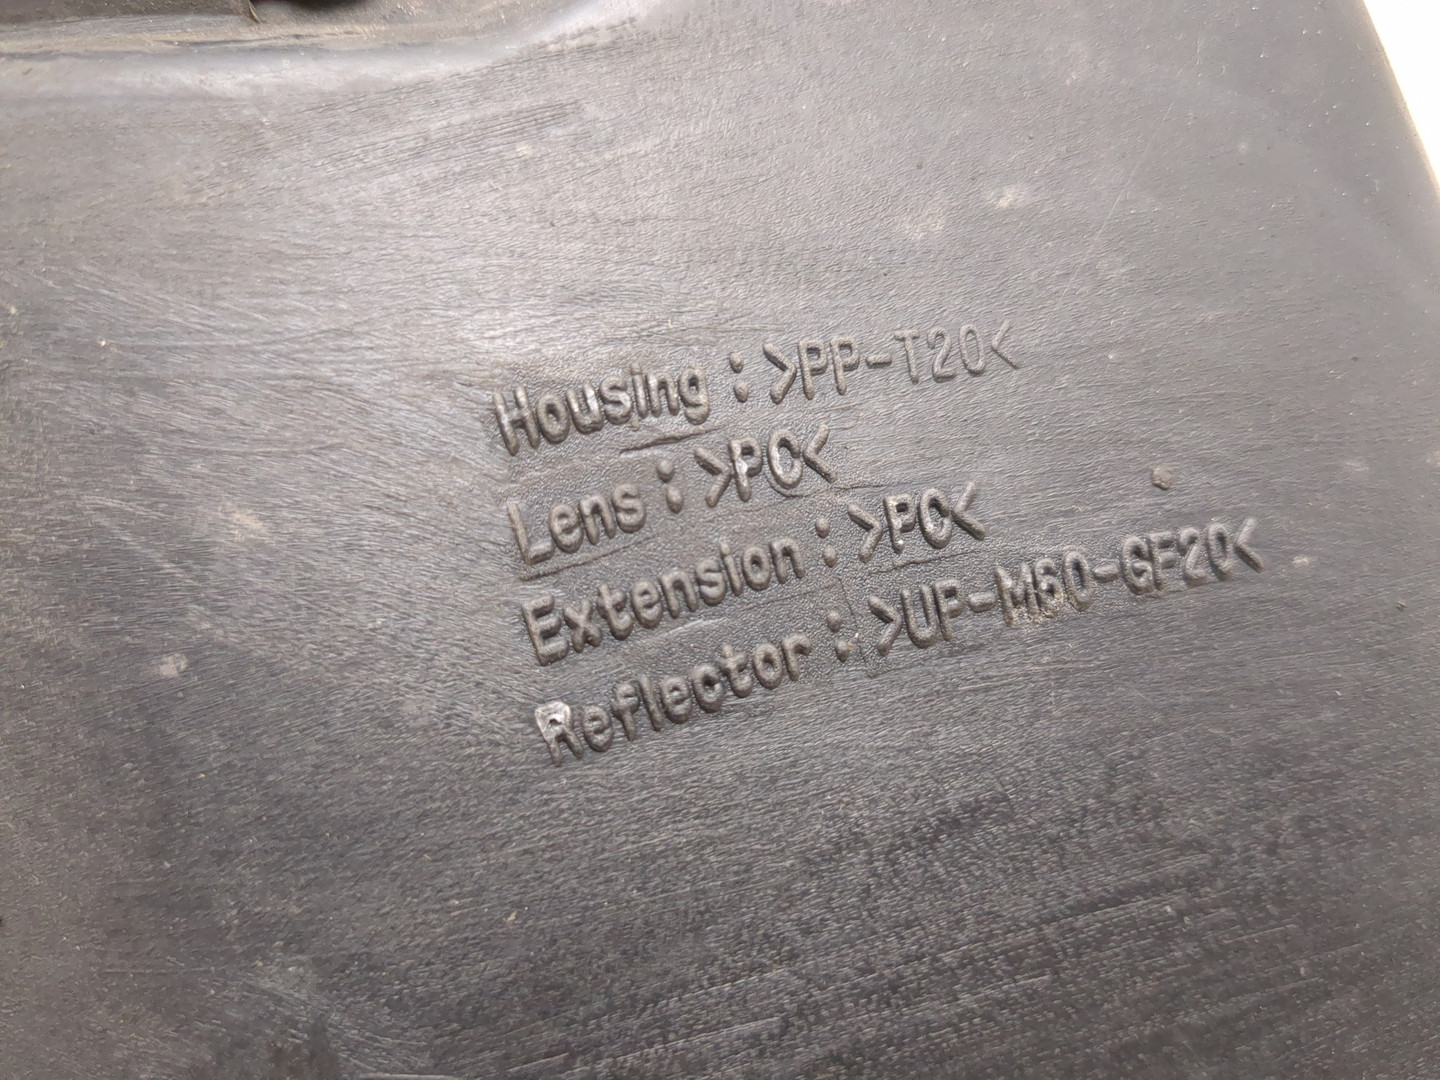 Housing : >PP-T20<
Lens : >PC<
Extension : >PC<
Reflector : >UP-M60-GF20<